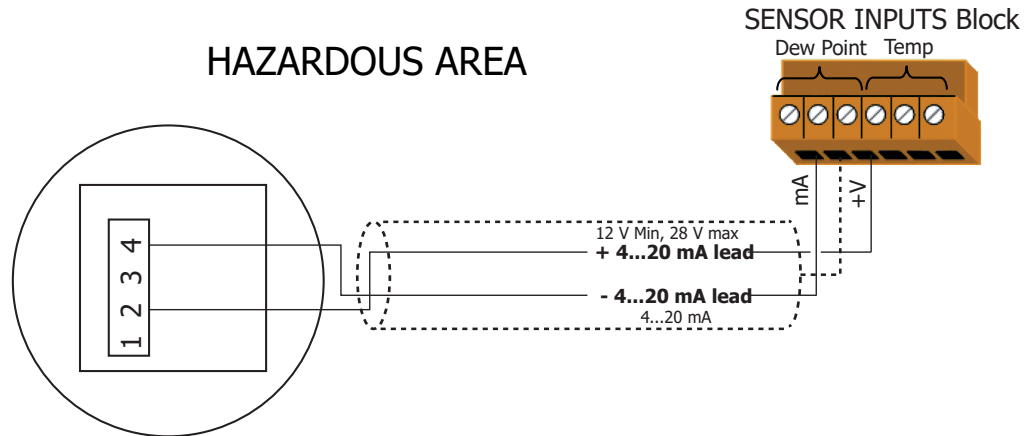 SENSOR INPUTS Block
Dew Point Temp
HAZARDOUS AREA
mA
+V
12 V Min, 28 V max
+ 4...20 mA lead
- 4...20 mA lead
4...20 mA
1 2 3 4